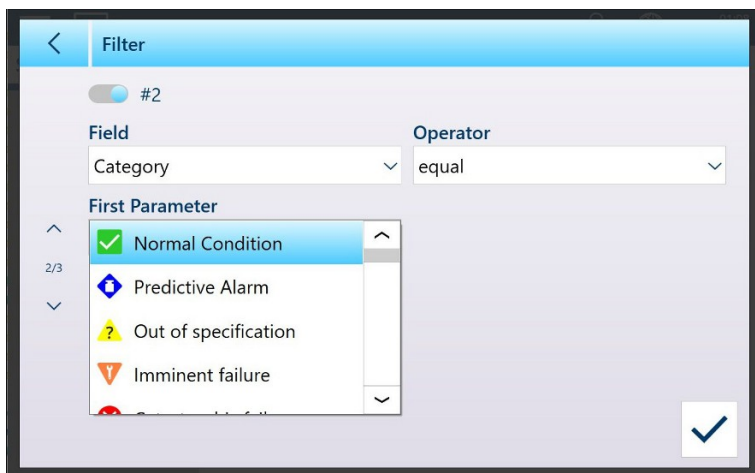 Filter
#2
Field
Operator
Category
equal
First Parameter
Normal Condition
2/3
Predictive Alarm
?
Out of specification
Imminent failure